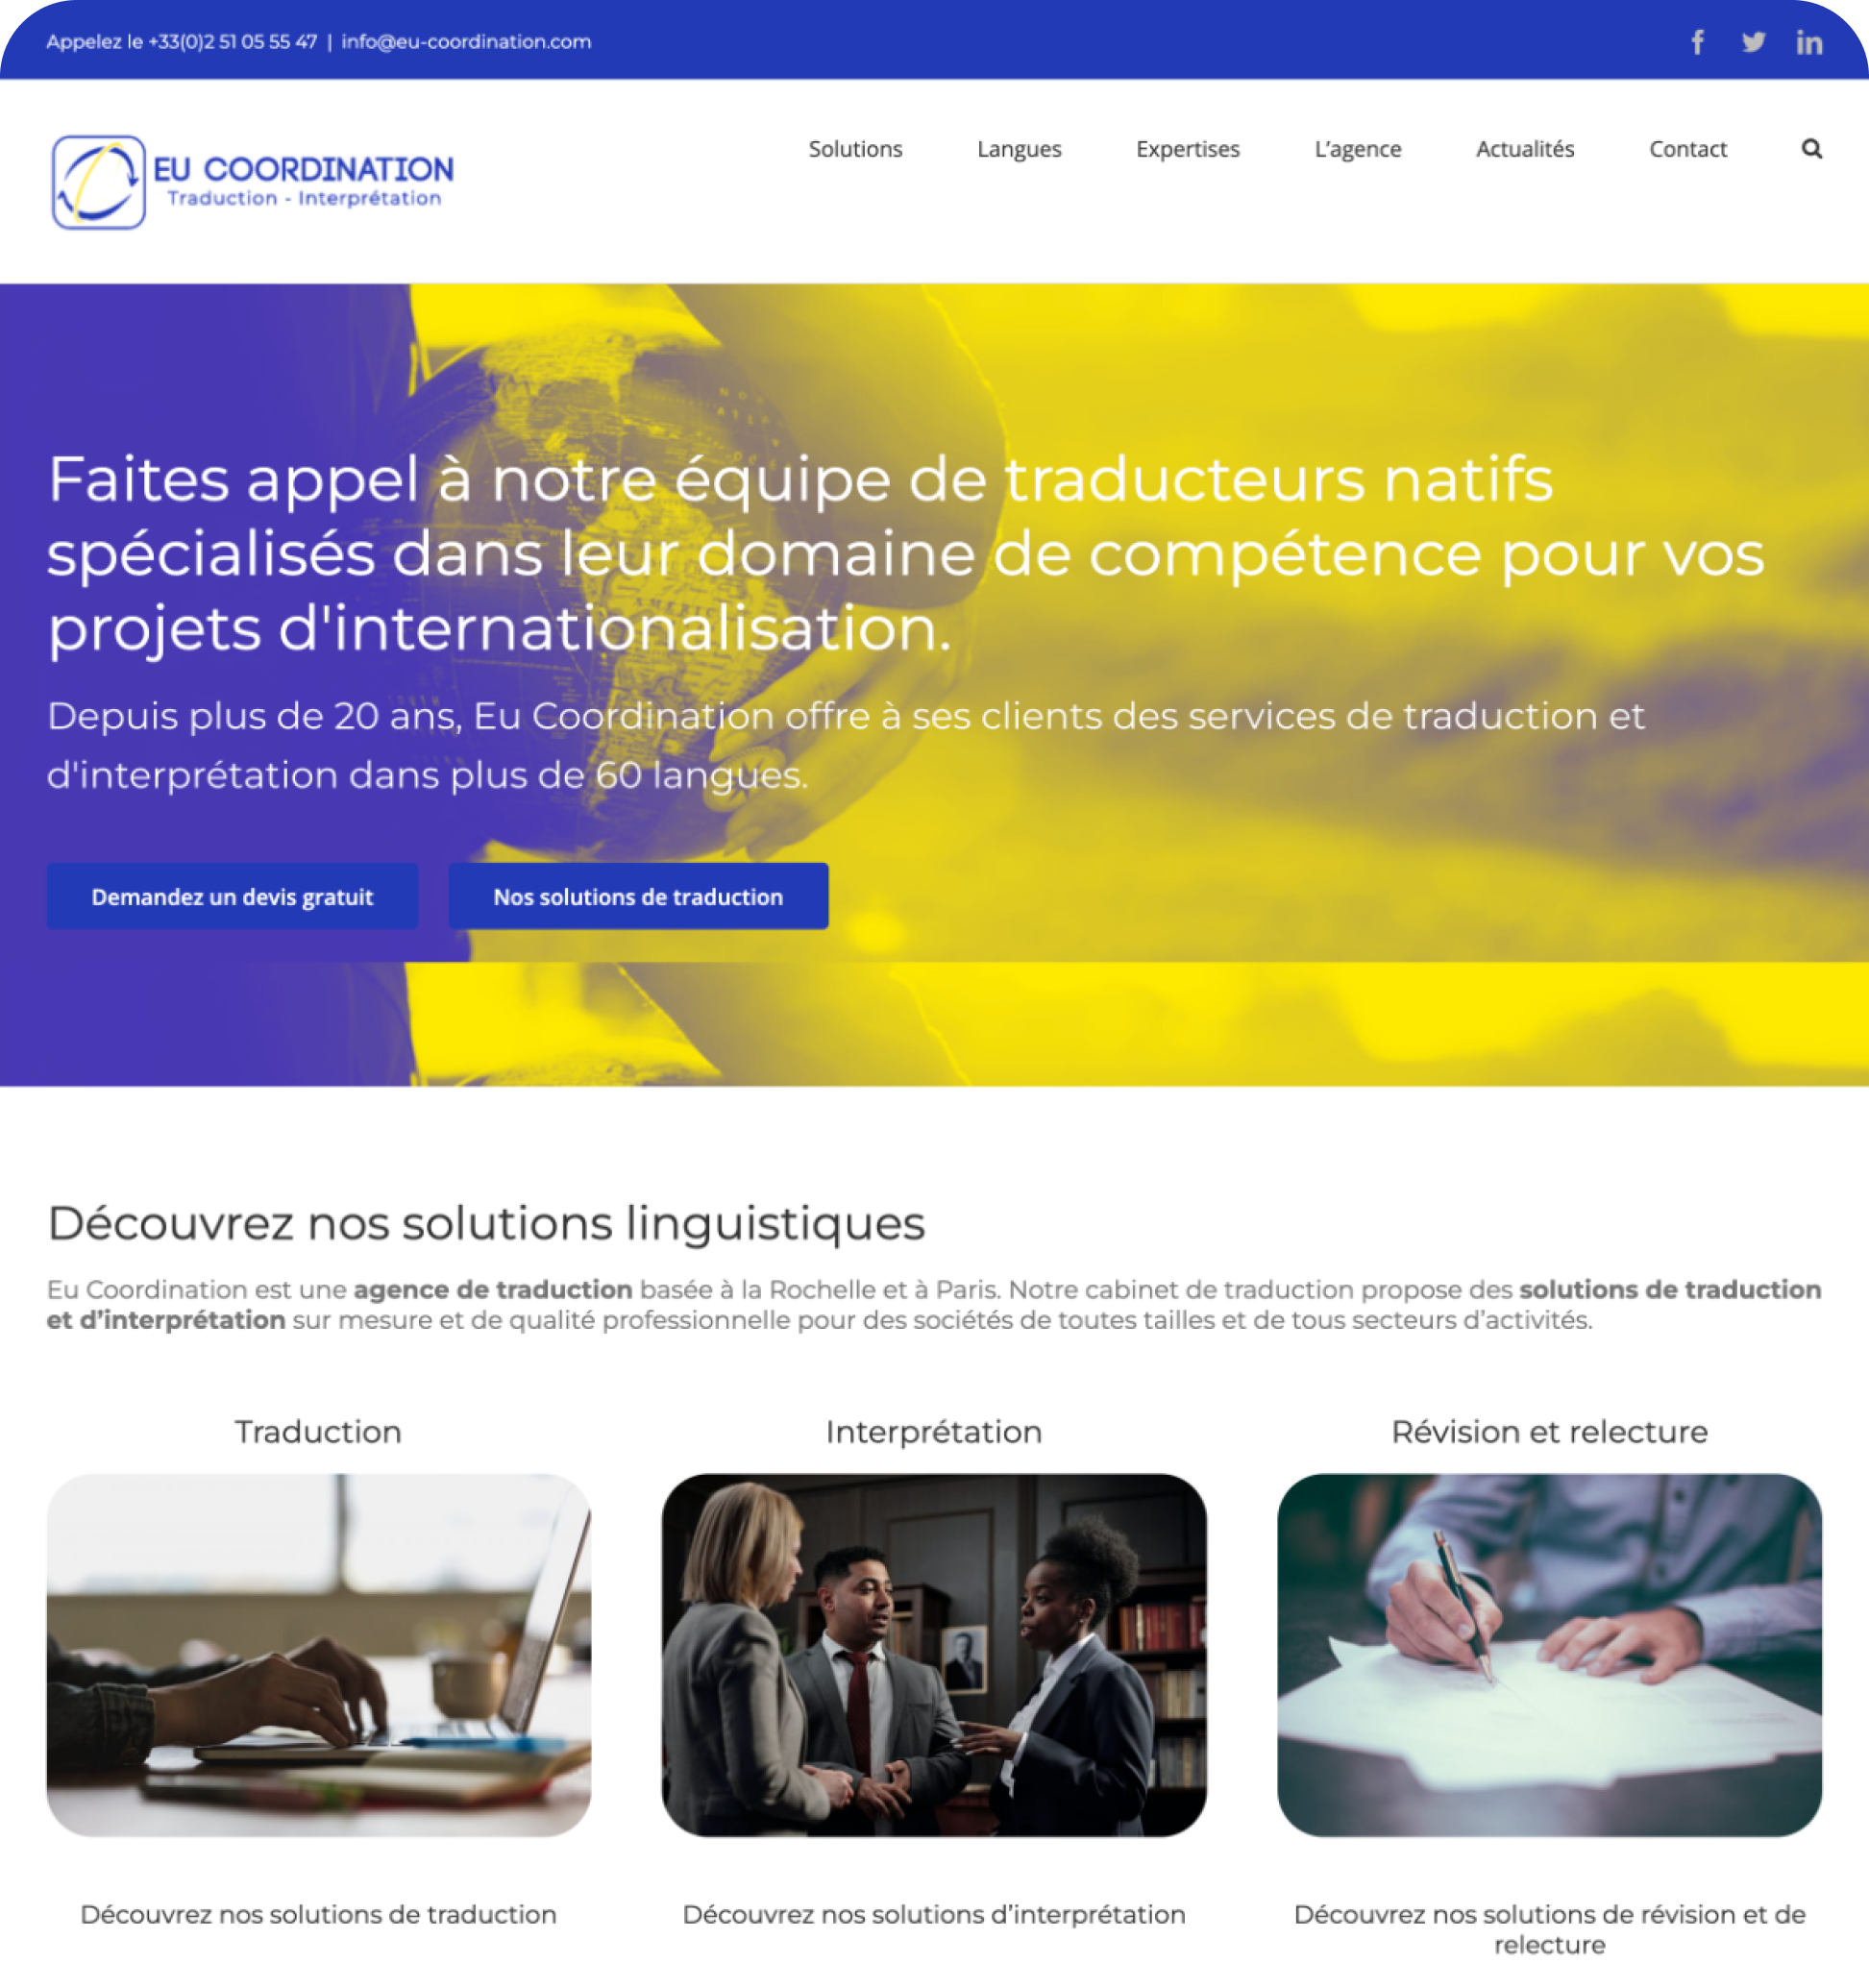 Appelez le +33(0)2 51 05 55 47 | info@eu-coordination.com
EU COORDINATION
Traduction - Interprétation
Solutions
Langues
Expertises
L’agence
Actualités
Contact
Faites appel à notre équipe de traducteurs natifs
spécialisés dans leur domaine de compétence pour vos
projets d'internationalisation.
Depuis plus de 20 ans, Eu Coordination offre à ses clients des services de traduction et
d'interprétation dans plus de 60 langues.
Demandez un devis gratuit
Nos solutions de traduction
Découvrez nos solutions linguistiques
Eu Coordination est une agence de traduction basée à la Rochelle et à Paris. Notre cabinet de traduction propose des solutions de traduction
et d’interprétation sur mesure et de qualité professionnelle pour des sociétés de toutes tailles et de tous secteurs d’activités.
Traduction
Interprétation
Révision et relecture
Découvrez nos solutions de traduction
Découvrez nos solutions d’interprétation
Découvrez nos solutions de révision et de
relecture